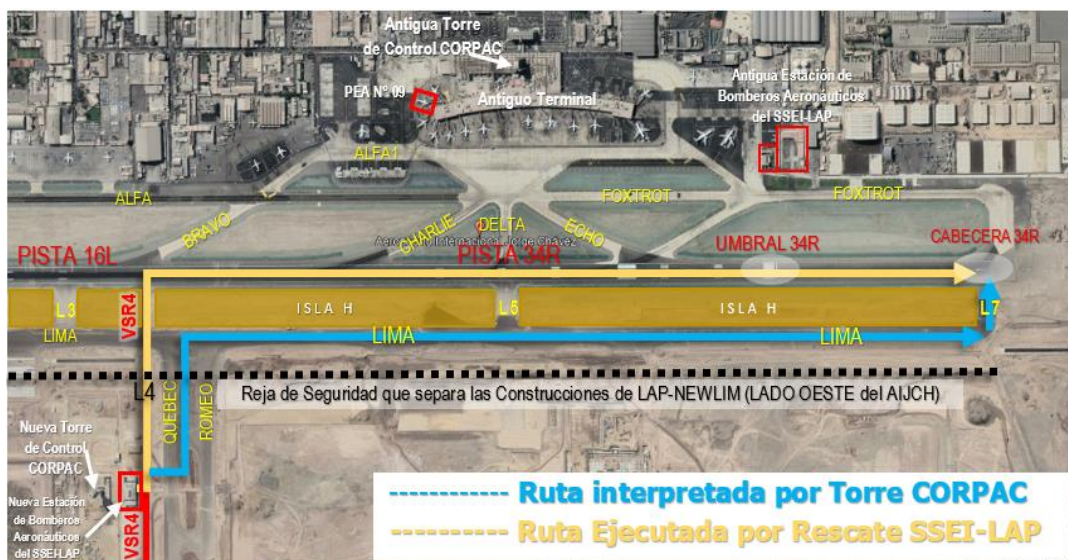 Antigua Torre
de Control CORPAC
PEA Nº 09
Antiguo Terminal
Antigua Estación de
Bomberos Aeronáuticos
del SSEI-LAP
ALFA1
ALFA
FOXTROT
FOXTROT
BRAVO
CHARLIE
DELTA
ECHO
Aeropuerto Internacional Jorge Chávez
PISTA 16L
PISTA 34R
UMBRAL 34R
CABECERA 34R
L3
VSR4
ISLA H
L5
ISLA H
L7
LIMA
LIMA
LIMA
L4
QUEBEC
ROMEO
Reja de Seguridad que separa las Construcciones de LAP-NEWLIM (LADO OESTE del AIJCH)
Nueva Torre
de Control
CORPAC
Nueva Estación
de Bomberos
Aeronáuticos
del SSEI-LAP
VSR4
----------- Ruta interpretada por Torre CORPAC
----------- Ruta Ejecutada por Rescate SSEI-LAP